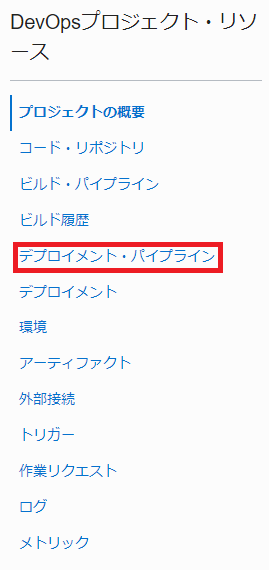 DevOpsプロジェクト・リソ
ース
プロジェクトの概要
コード・リポジトリ
ビルド・パイプライン
ビルド履歴
デプロイメント・パイプライン
デプロイメント
環境
アーティファクト
外部接続
トリガー
作業リクエスト
ログ
メトリック